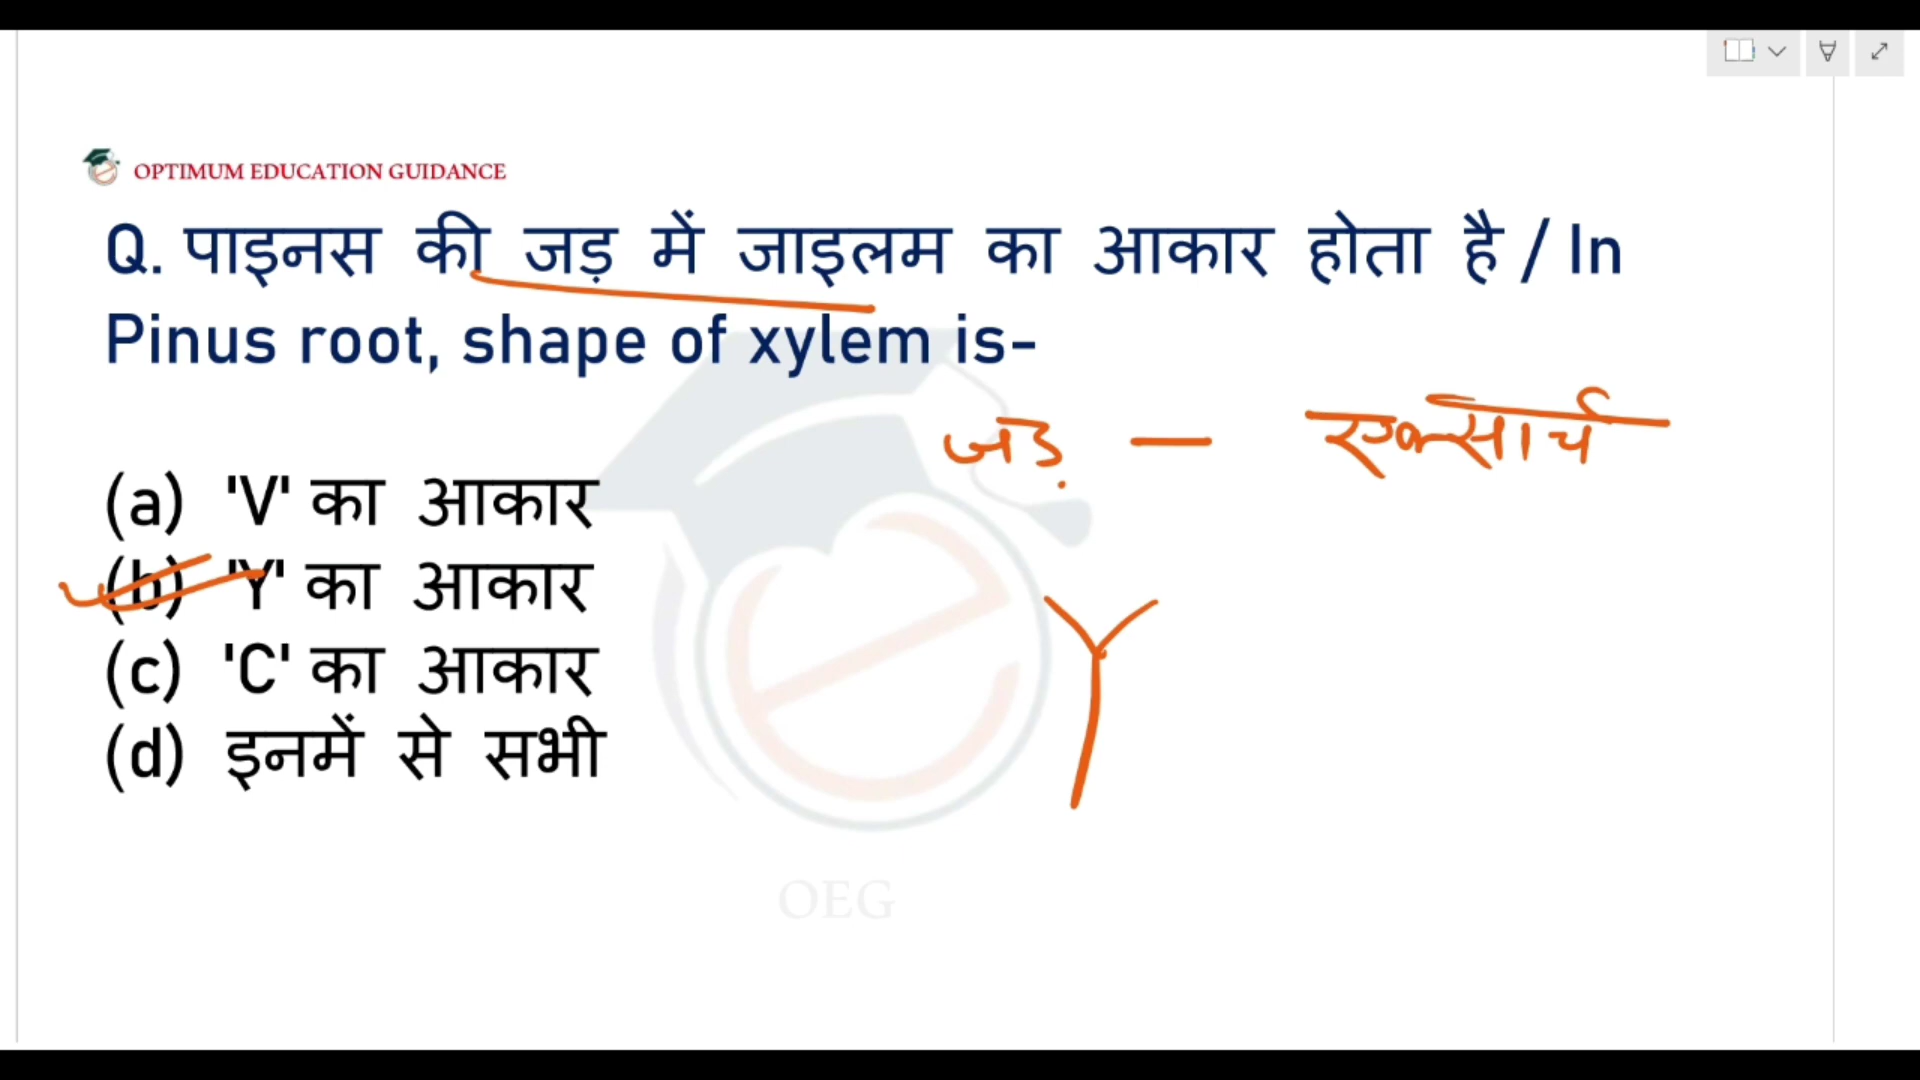 OPTIMUM EDUCATION GUIDANCE
Q. पाइनस की जड़ में जाइलम का आकार होता है / In
Pinus root, shape of xylem is-
जड़ — एक्सार्च
(a) 'V' का आकार
(b) 'Y' का आकार
(c) 'C' का आकार
(d) इनमें से सभी
Y
OEG